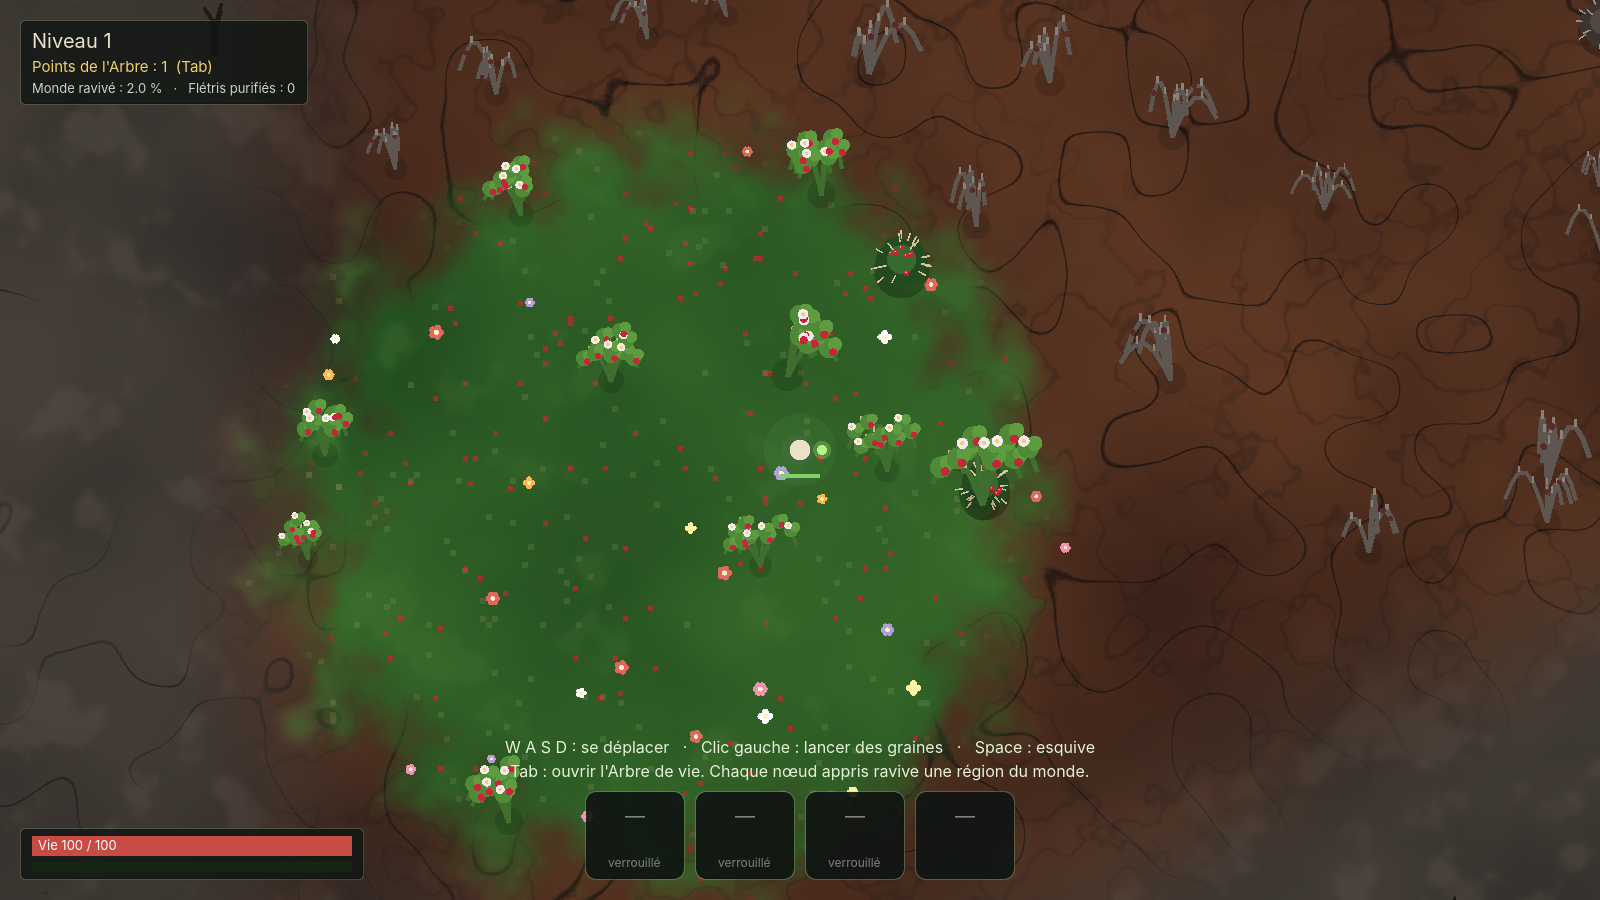 Niveau 1
Points de l'Arbre : 1 (Tab)
Monde ravivé : 2.0 % · Flétris purifiés : 0
W A S D : se déplacer · Clic gauche : lancer des graines · Space : esquive
Tab : ouvrir l'Arbre de vie. Chaque nœud appris ravive une région du monde.
— — — —
verrouillé verrouillé verrouillé
Vie 100 / 100